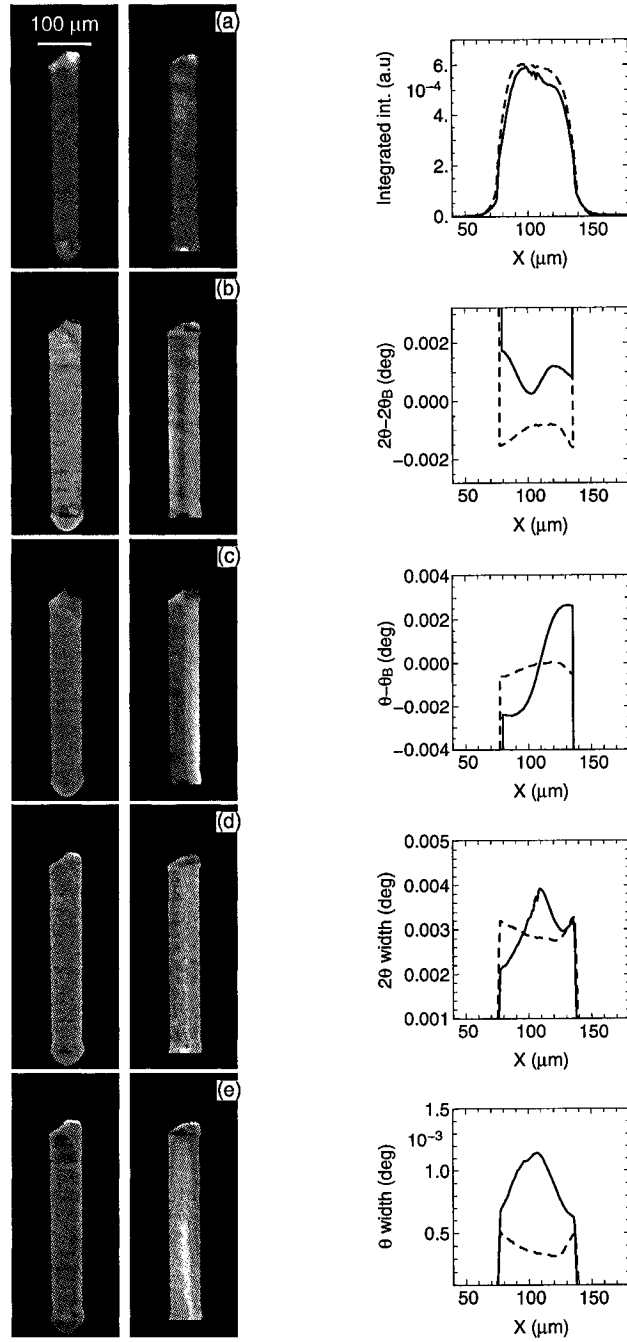 100 μm
(a)
Integrated int. (a.u)
6.
10⁻⁴
4.
2.
0.
50 100 150
X (μm)
(b)
2θ−2θB (deg)
0.002
0.000
−0.002
50 100 150
X (μm)
(c)
θ−θB (deg)
0.004
0.002
0.000
−0.002
−0.004
50 100 150
X (μm)
(d)
2θ width (deg)
0.005
0.004
0.003
0.002
0.001
50 100 150
X (μm)
(e)
θ width (deg)
1.5
10⁻³
1.0
0.5
50 100 150
X (μm)